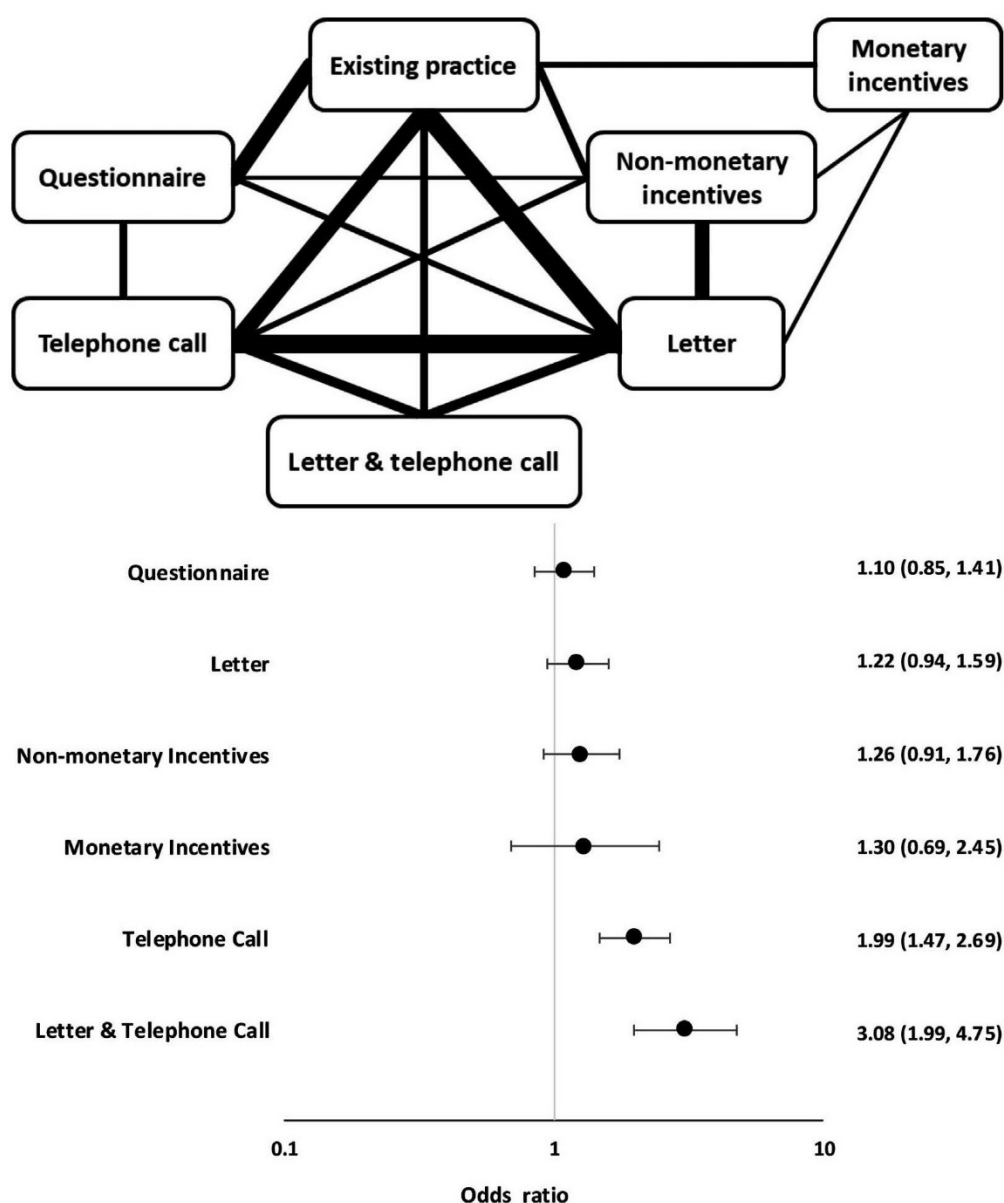 Existing practice
Monetary
incentives
Questionnaire
Non-monetary
incentives
Telephone call
Letter
Letter & telephone call
Questionnaire 1.10 (0.85, 1.41)
Letter 1.22 (0.94, 1.59)
Non-monetary Incentives 1.26 (0.91, 1.76)
Monetary Incentives 1.30 (0.69, 2.45)
Telephone Call 1.99 (1.47, 2.69)
Letter & Telephone Call 3.08 (1.99, 4.75)
0.1 1 10
Odds ratio